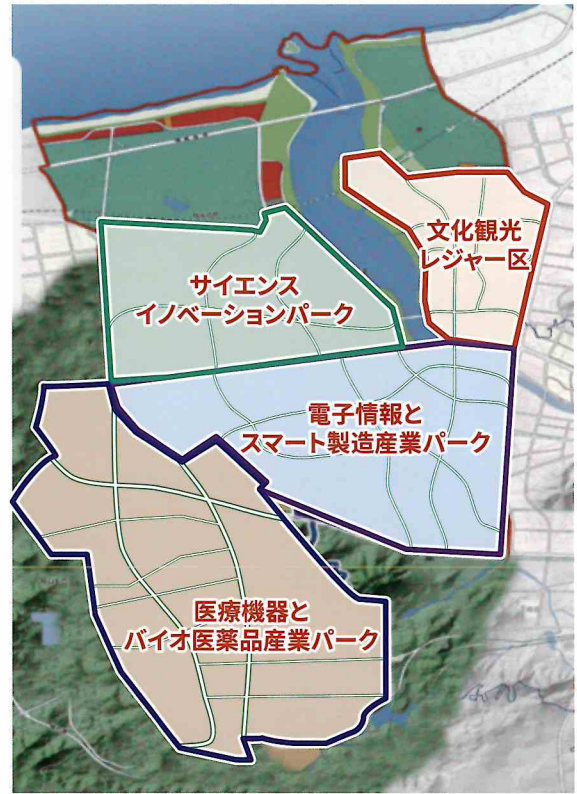 文化観光
レジャー区
サイエンス
イノベーションパーク
電子情報と
スマート製造産業パーク
医療機器と
バイオ医薬品産業パーク